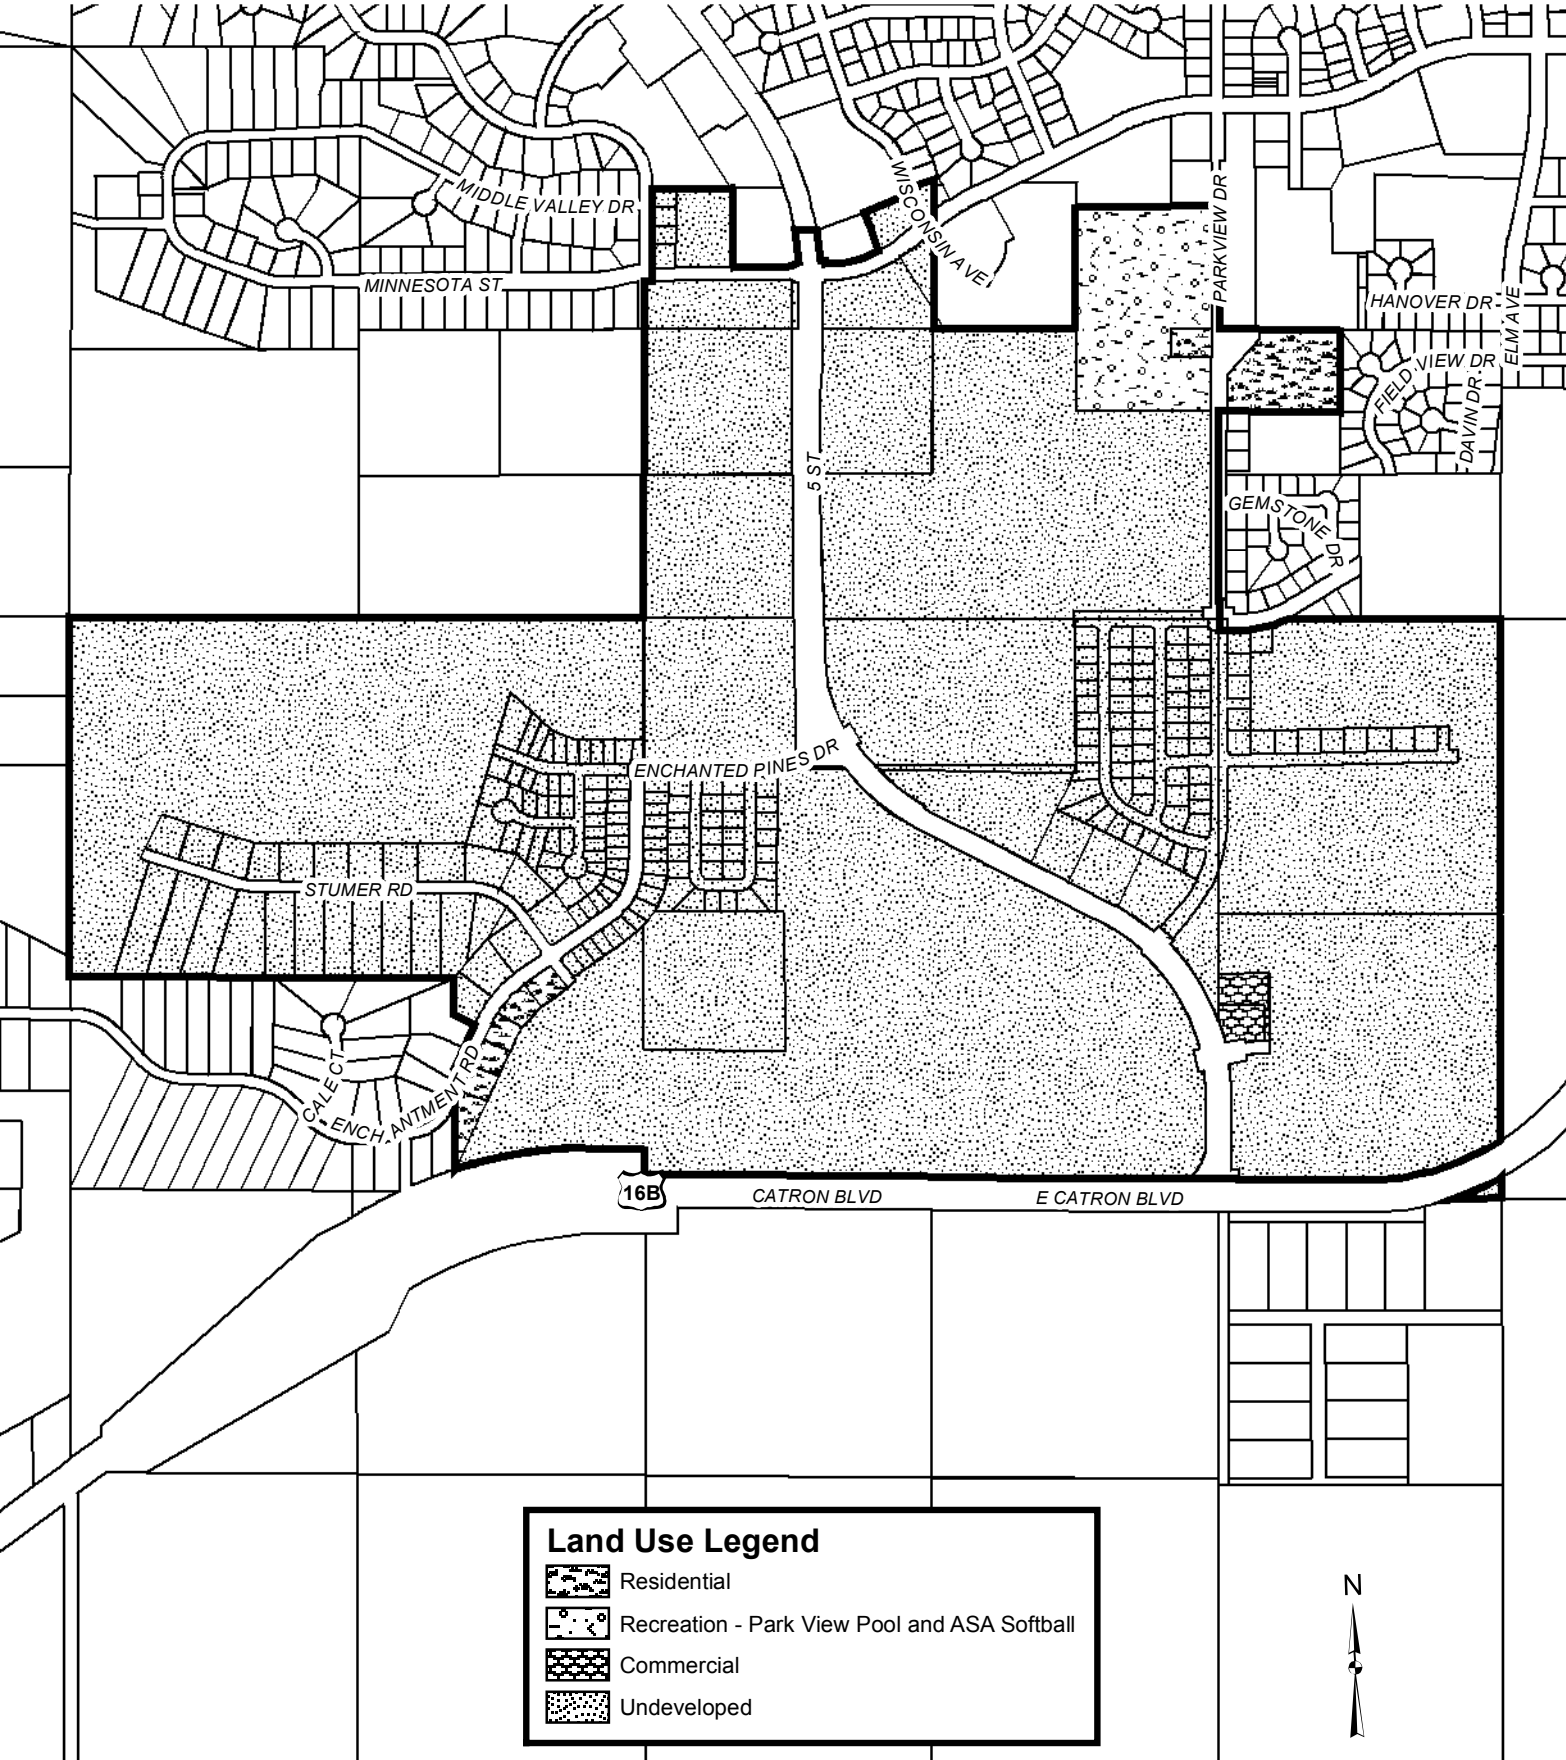 WISCONSIN AVE
MIDDLE VALLEY DR
PARKVIEW DR
MINNESOTA ST
HANOVER DR
ELM AVE
FIELD VIEW DR
DAVIN DR
5 ST
GEMSTONE DR
ENCHANTED PINES DR
STUMER RD
CALE CT
ENCHANTMENT RD
16B
CATRON BLVD
E CATRON BLVD
Land Use Legend
Residential
Recreation - Park View Pool and ASA Softball
Commercial
Undeveloped
N